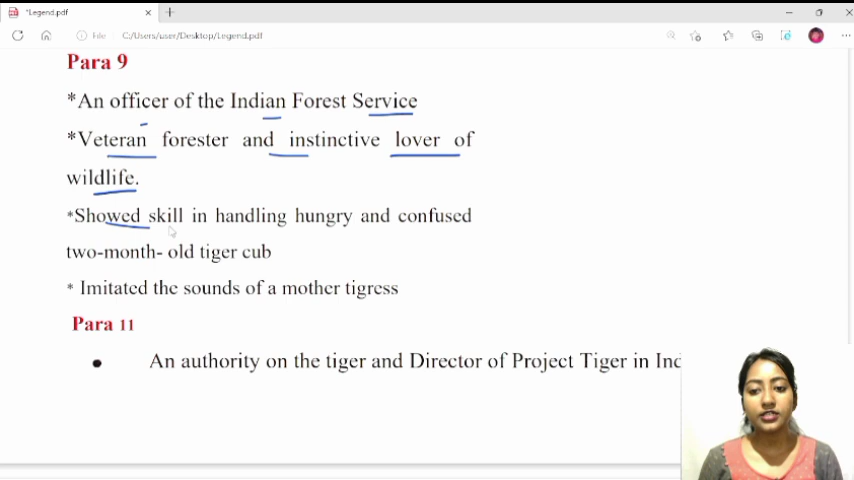 *Legend.pdf
File
C:/Users/user/Desktop/Legend.pdf
Para 9
*An officer of the Indian Forest Service
*Veteran forester and instinctive lover of
wildlife.
*Showed skill in handling hungry and confused
two-month- old tiger cub
* Imitated the sounds of a mother tigress
Para 11
• An authority on the tiger and Director of Project Tiger in Ind